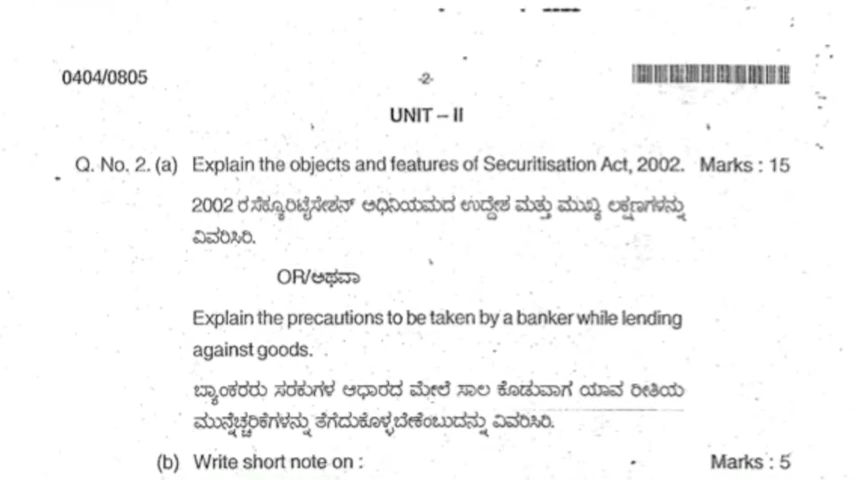 0404/0805
-2-
UNIT – II
Q. No. 2. (a) Explain the objects and features of Securitisation Act, 2002. Marks : 15
2002 ರ ಸೆಕ್ಯೂರಿಟೈಸೇಶನ್ ಅಧಿನಿಯಮದ ಉದ್ದೇಶ ಮತ್ತು ಮುಖ್ಯ ಲಕ್ಷಣಗಳನ್ನು
ವಿವರಿಸಿರಿ.
OR/ಅಥವಾ
Explain the precautions to be taken by a banker while lending
against goods.
ಬ್ಯಾಂಕರರು ಸರಕುಗಳ ಆಧಾರದ ಮೇಲೆ ಸಾಲ ಕೊಡುವಾಗ ಯಾವ ರೀತಿಯ
ಮುನ್ನೆಚ್ಚರಿಕೆಗಳನ್ನು ತೆಗೆದುಕೊಳ್ಳಬೇಕೆಂಬುದನ್ನು ವಿವರಿಸಿರಿ.
(b) Write short note on : Marks : 5